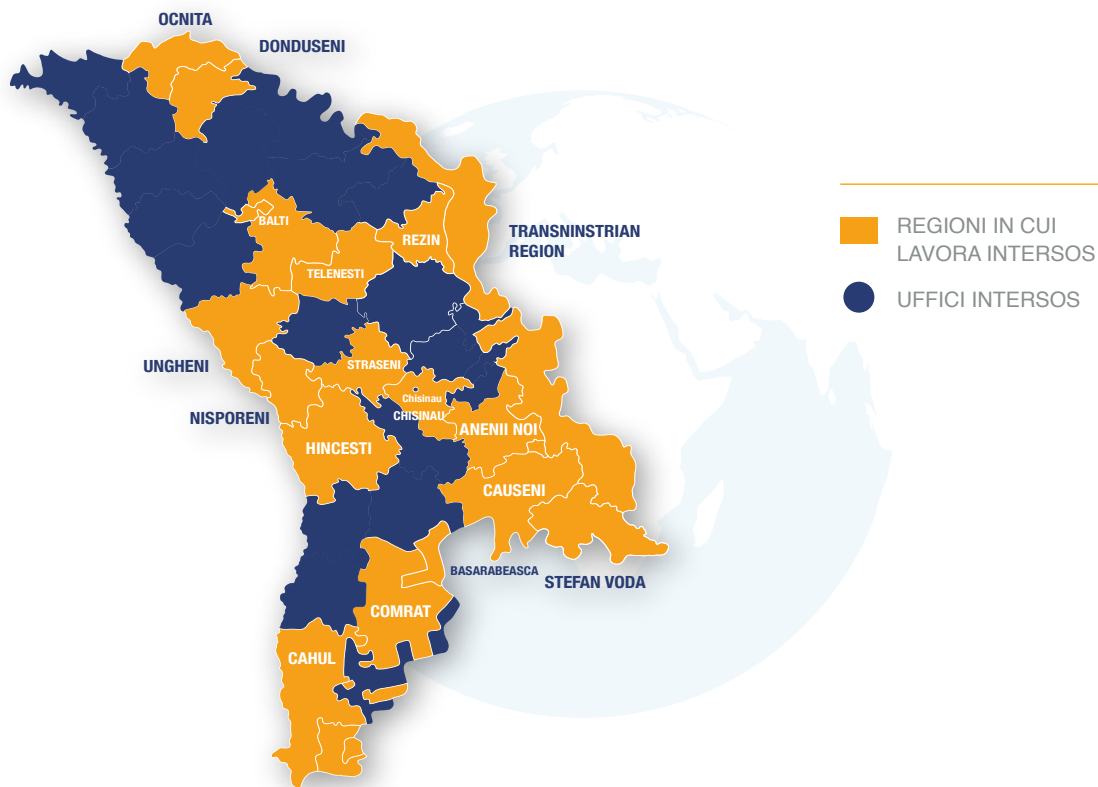 OCNITA
DONDUSENI
BALTI
REZIN
TRANSNINSTRIAN
REGION
TELENESTI
UNGHENI
STRASENI
NISPORENI
Chisinau
CHISINAU
ANENII NOI
HINCESTI
CAUSENI
BASARABEASCA
STEFAN VODA
COMRAT
CAHUL
REGIONI IN CUI
LAVORA INTERSOS
UFFICI INTERSOS